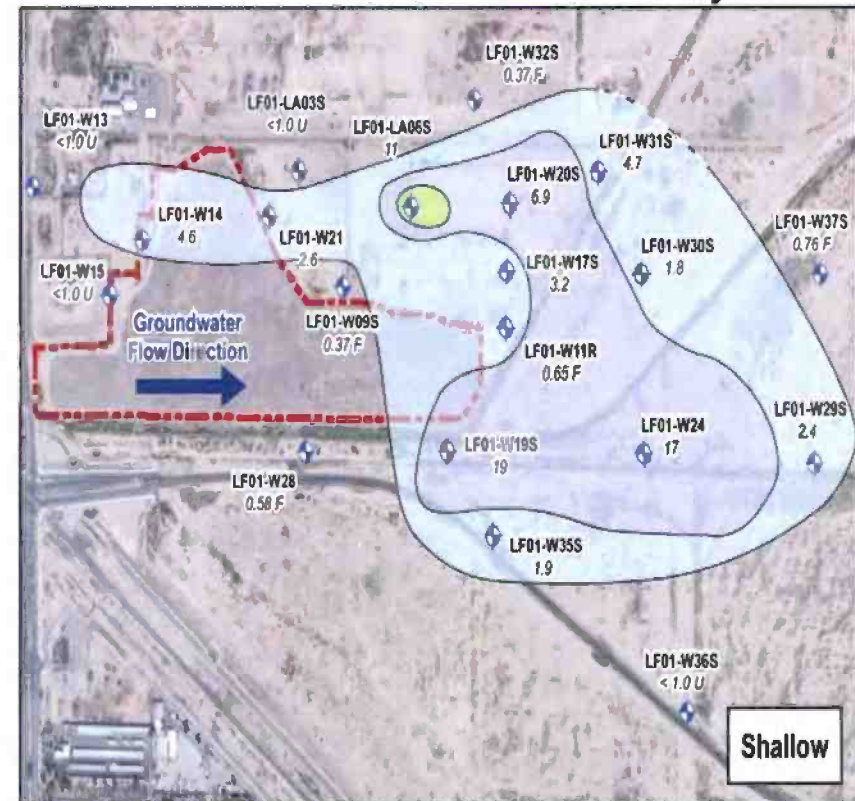 LF01-W32S
0.37 F
LF01-LA03S
<1.0 U
LF01-W13
<1.0 U
LF01-LA06S
11
LF01-W31S
4.7
LF01-W20S
6.9
LF01-W14
4.6
LF01-W21
2.6
LF01-W37S
0.76 F
LF01-W30S
1.8
LF01-W17S
3.2
LF01-W15
<1.0 U
Groundwater
Flow Direction
LF01-W09S
0.37 F
LF01-W11R
0.65 F
LF01-W29S
2.4
LF01-W24
17
LF01-W19S
19
LF01-W28
0.58 F
LF01-W35S
1.9
LF01-W36S
< 1.0 U
Shallow